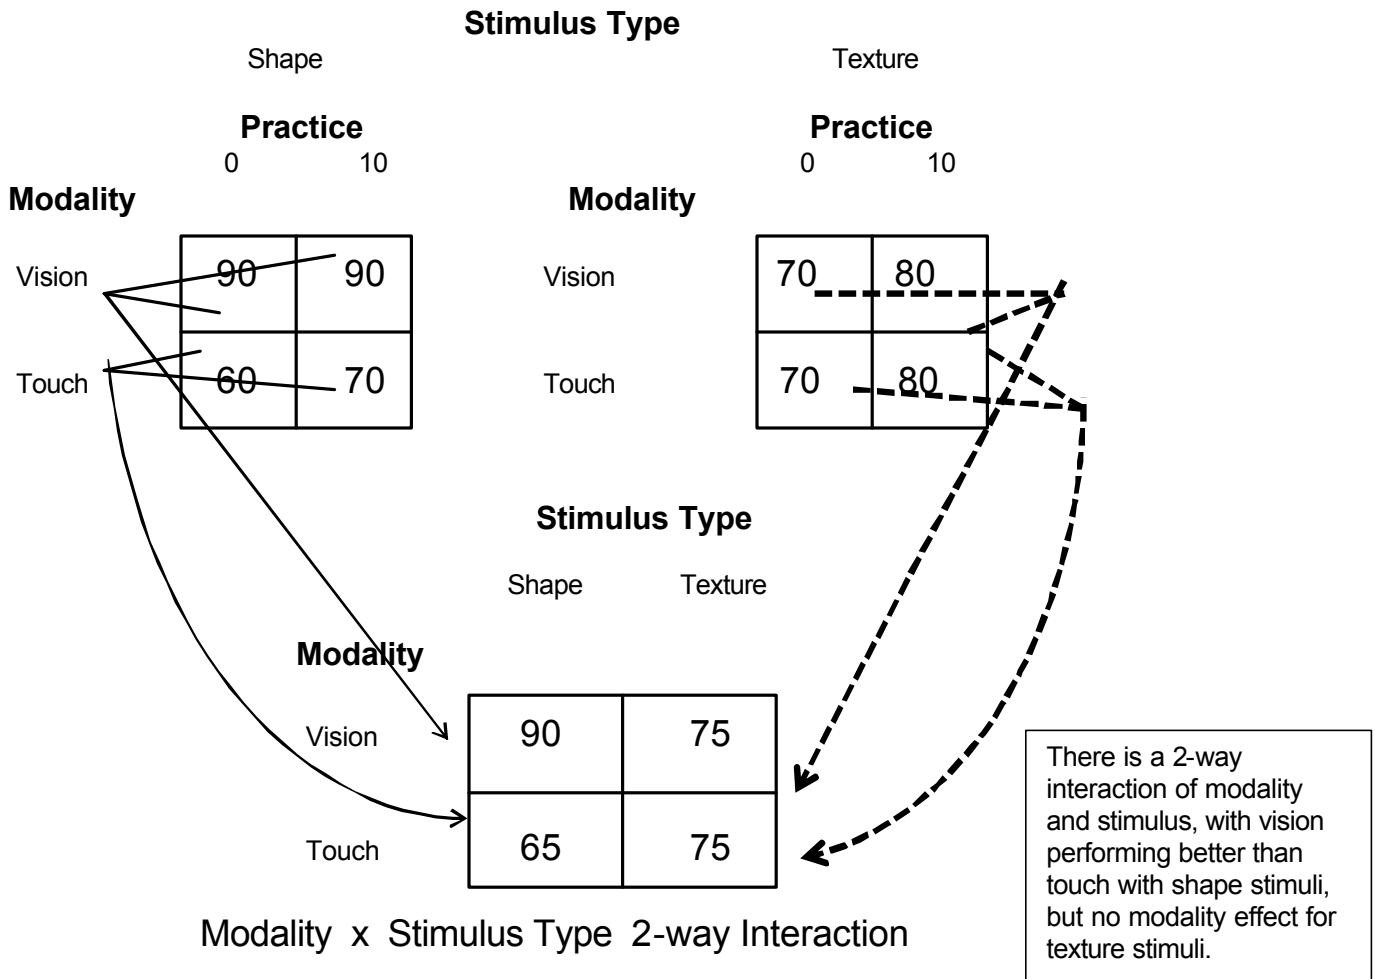 Stimulus Type
Shape Texture
Practice Practice
0 10 0 10
Modality Modality
Vision 90 90 Vision 70 80
Touch 60 70 Touch 70 80
Stimulus Type
Shape Texture
Modality
Vision 90 75
Touch 65 75
Modality x Stimulus Type 2-way Interaction
There is a 2-way
interaction of modality
and stimulus, with vision
performing better than
touch with shape stimuli,
but no modality effect for
texture stimuli.